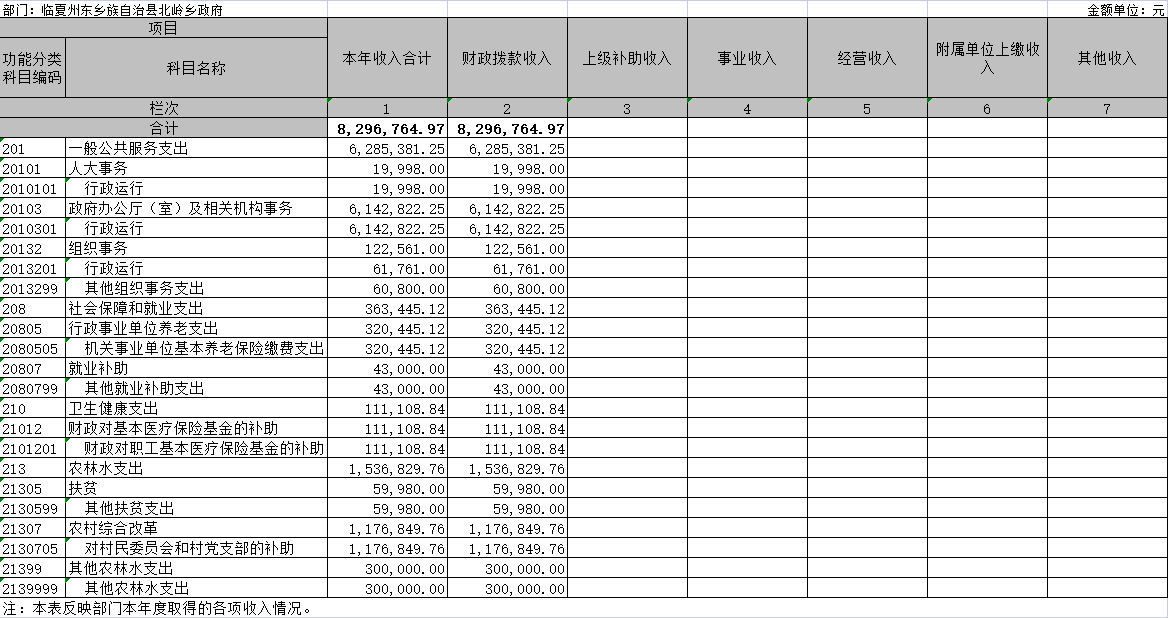 部门：临夏州东乡族自治县北岭乡政府 金额单位：元
项目
功能分类科目编码 科目名称 本年收入合计 财政拨款收入 上级补助收入 事业收入 经营收入 附属单位上缴收入 其他收入
栏次 1 2 3 4 5 6 7
合计 8,296,764.97 8,296,764.97
201 一般公共服务支出 6,285,381.25 6,285,381.25
20101 人大事务 19,998.00 19,998.00
2010101 行政运行 19,998.00 19,998.00
20103 政府办公厅（室）及相关机构事务 6,142,822.25 6,142,822.25
2010301 行政运行 6,142,822.25 6,142,822.25
20132 组织事务 122,561.00 122,561.00
2013201 行政运行 61,761.00 61,761.00
2013299 其他组织事务支出 60,800.00 60,800.00
208 社会保障和就业支出 363,445.12 363,445.12
20805 行政事业单位养老支出 320,445.12 320,445.12
2080505 机关事业单位基本养老保险缴费支出 320,445.12 320,445.12
20807 就业补助 43,000.00 43,000.00
2080799 其他就业补助支出 43,000.00 43,000.00
210 卫生健康支出 111,108.84 111,108.84
21012 财政对基本医疗保险基金的补助 111,108.84 111,108.84
2101201 财政对职工基本医疗保险基金的补助 111,108.84 111,108.84
213 农林水支出 1,536,829.76 1,536,829.76
21305 扶贫 59,980.00 59,980.00
2130599 其他扶贫支出 59,980.00 59,980.00
21307 农村综合改革 1,176,849.76 1,176,849.76
2130705 对村民委员会和村党支部的补助 1,176,849.76 1,176,849.76
21399 其他农林水支出 300,000.00 300,000.00
2139999 其他农林水支出 300,000.00 300,000.00
注：本表反映部门本年度取得的各项收入情况。